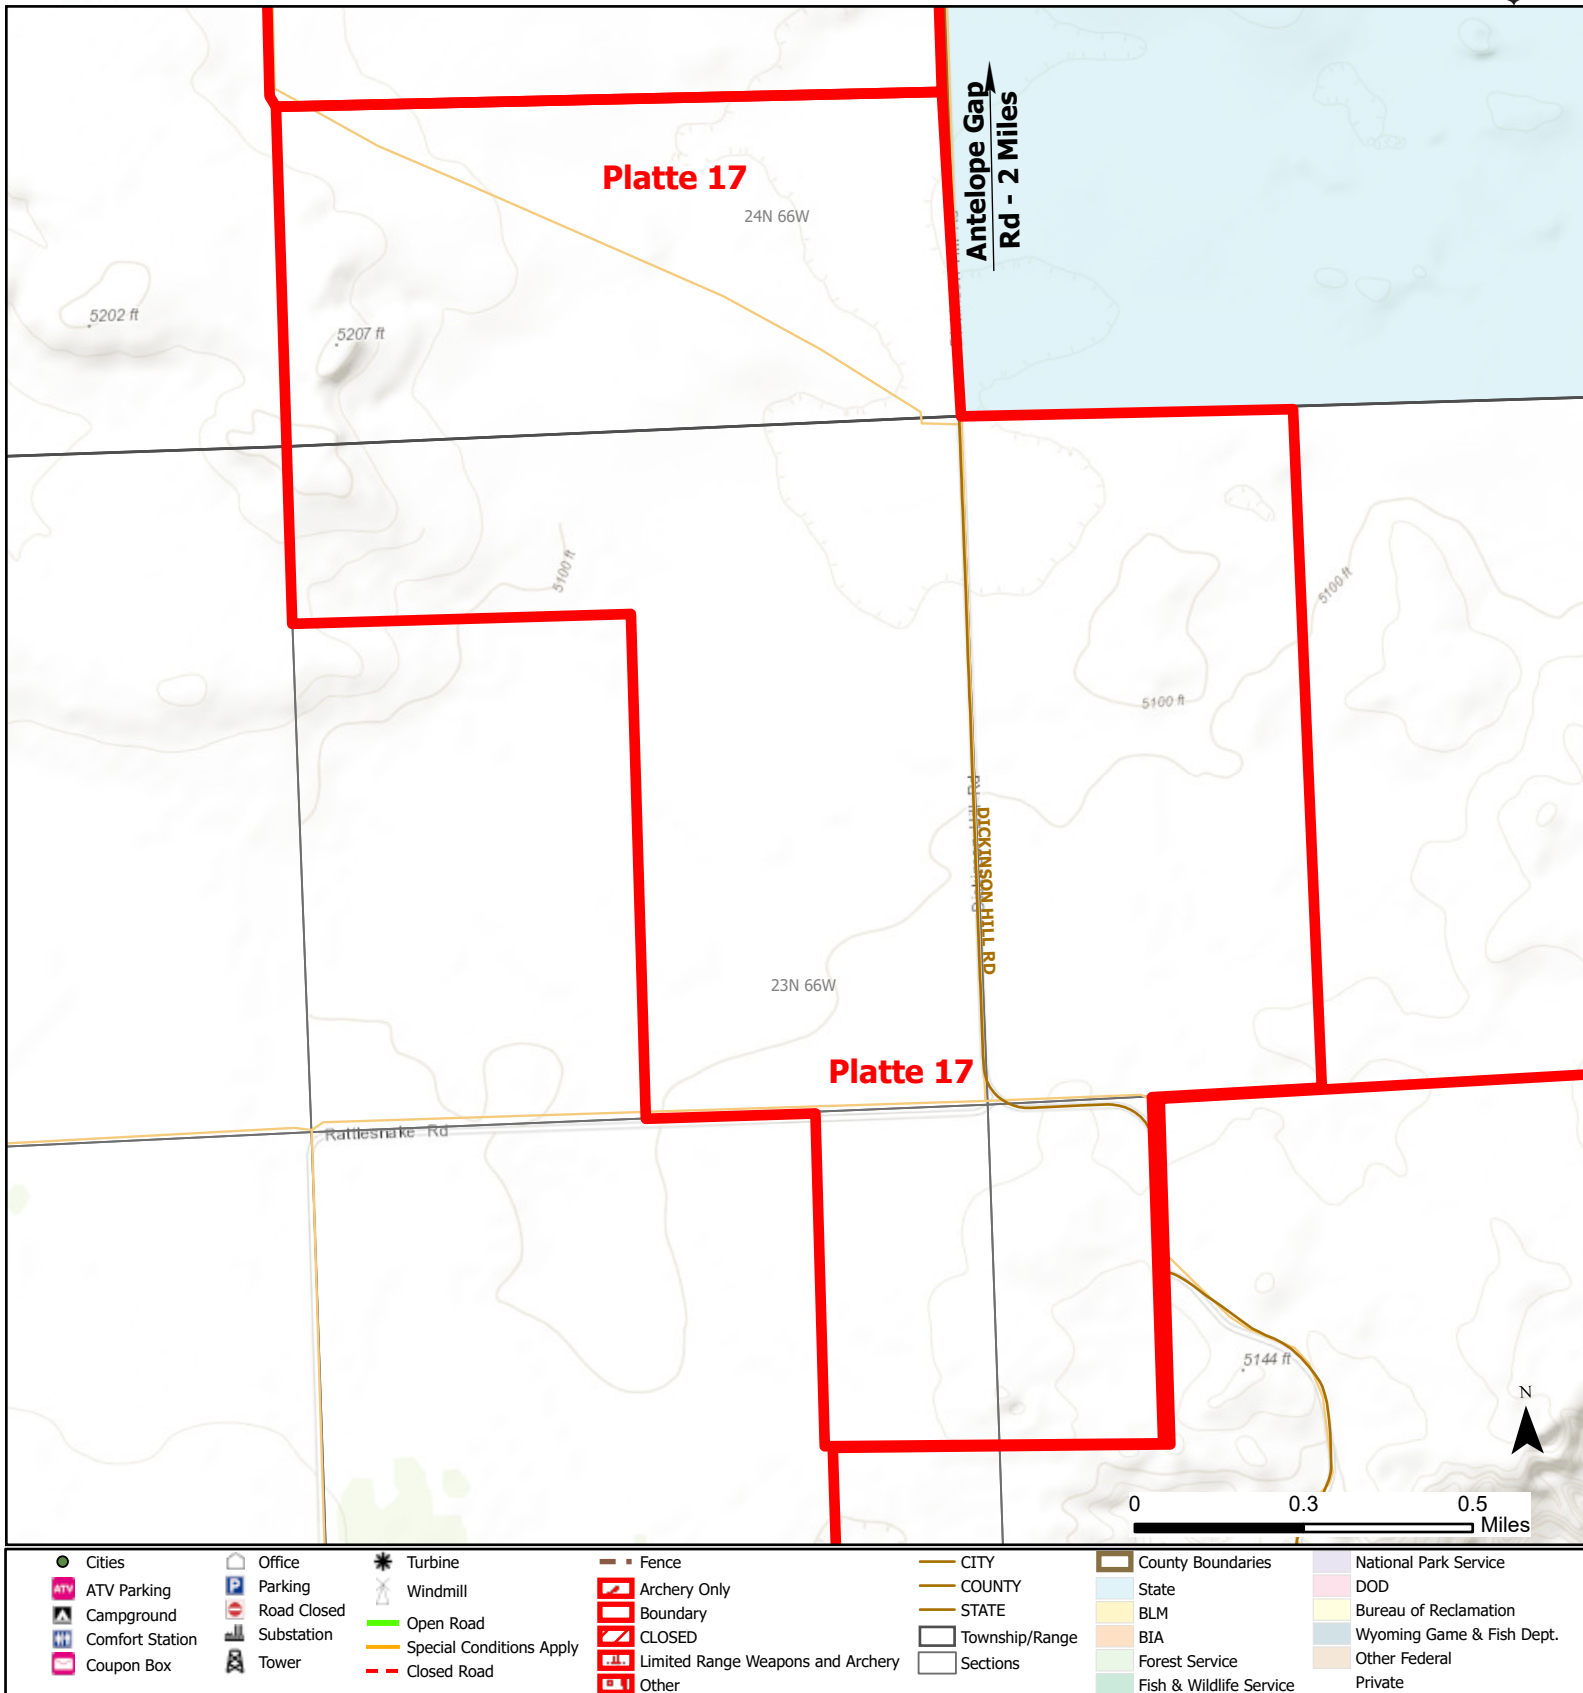 Antelope Gap
Rd - 2 Miles
Platte 17
24N 66W
5202 ft
5207 ft
5100 ft
5100 ft
5100 ft
DICKINSON HILL RD
23N 66W
Platte 17
Rattlesnake Rd
5144 ft
N
0 0.3 0.5
Miles
Cities
ATV ATV Parking
Campground
Comfort Station
Coupon Box
Office
P Parking
Road Closed
Substation
Tower
Turbine
Windmill
Open Road
Special Conditions Apply
Closed Road
Fence
Archery Only
Boundary
CLOSED
Limited Range Weapons and Archery
Other
CITY
COUNTY
STATE
Township/Range
Sections
County Boundaries
State
BLM
BIA
Forest Service
Fish & Wildlife Service
National Park Service
DOD
Bureau of Reclamation
Wyoming Game & Fish Dept.
Other Federal
Private